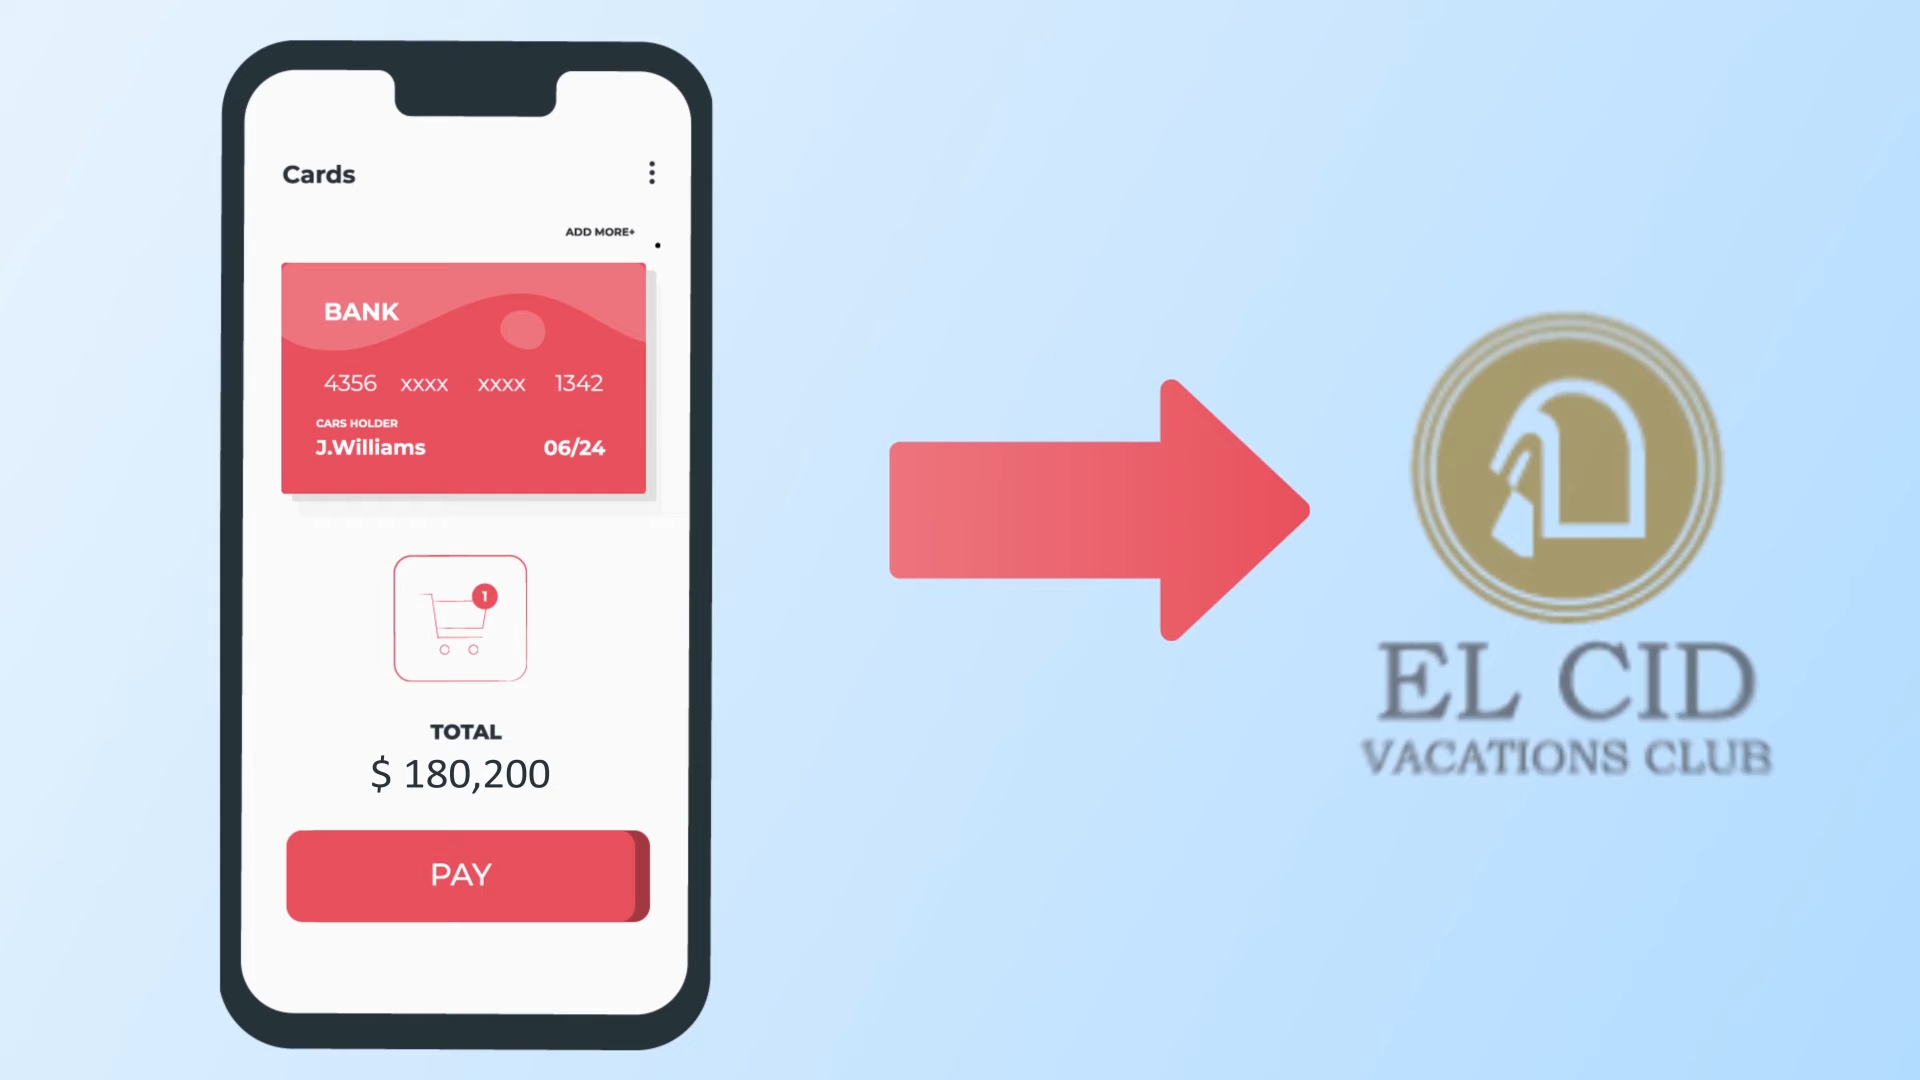 Cards
ADD MORE+
BANK
4356 xxxx xxxx 1342
CARS HOLDER
J.Williams 06/24
1
TOTAL
$ 180,200
PAY
EL CID
VACATIONS CLUB